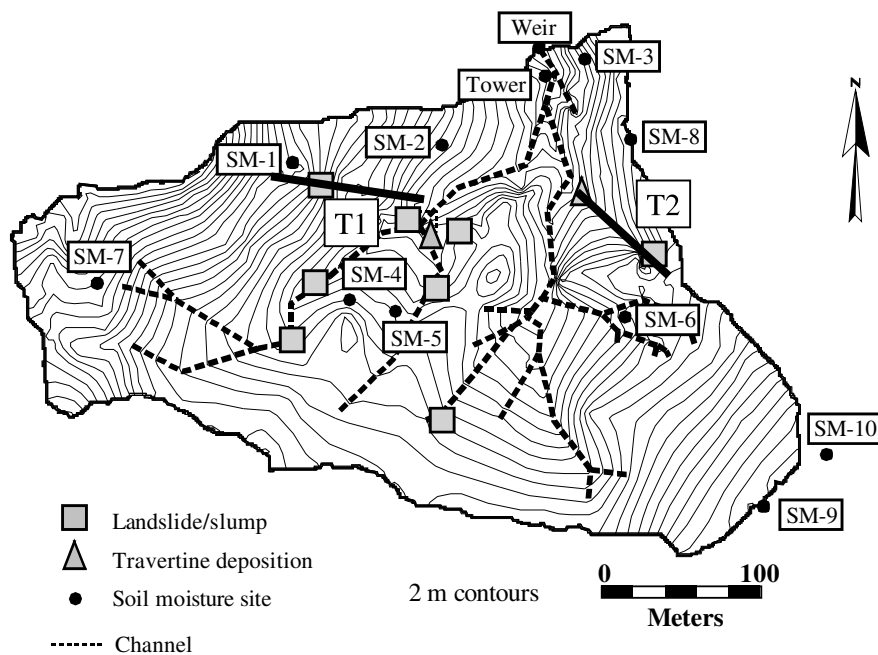 Weir
SM-3
Tower
N
SM-2
SM-8
SM-1
T1
T2
SM-7
SM-4
SM-6
SM-5
SM-10
SM-9
Landslide/slump
Travertine deposition
Soil moisture site
Channel
2 m contours
0 100
Meters